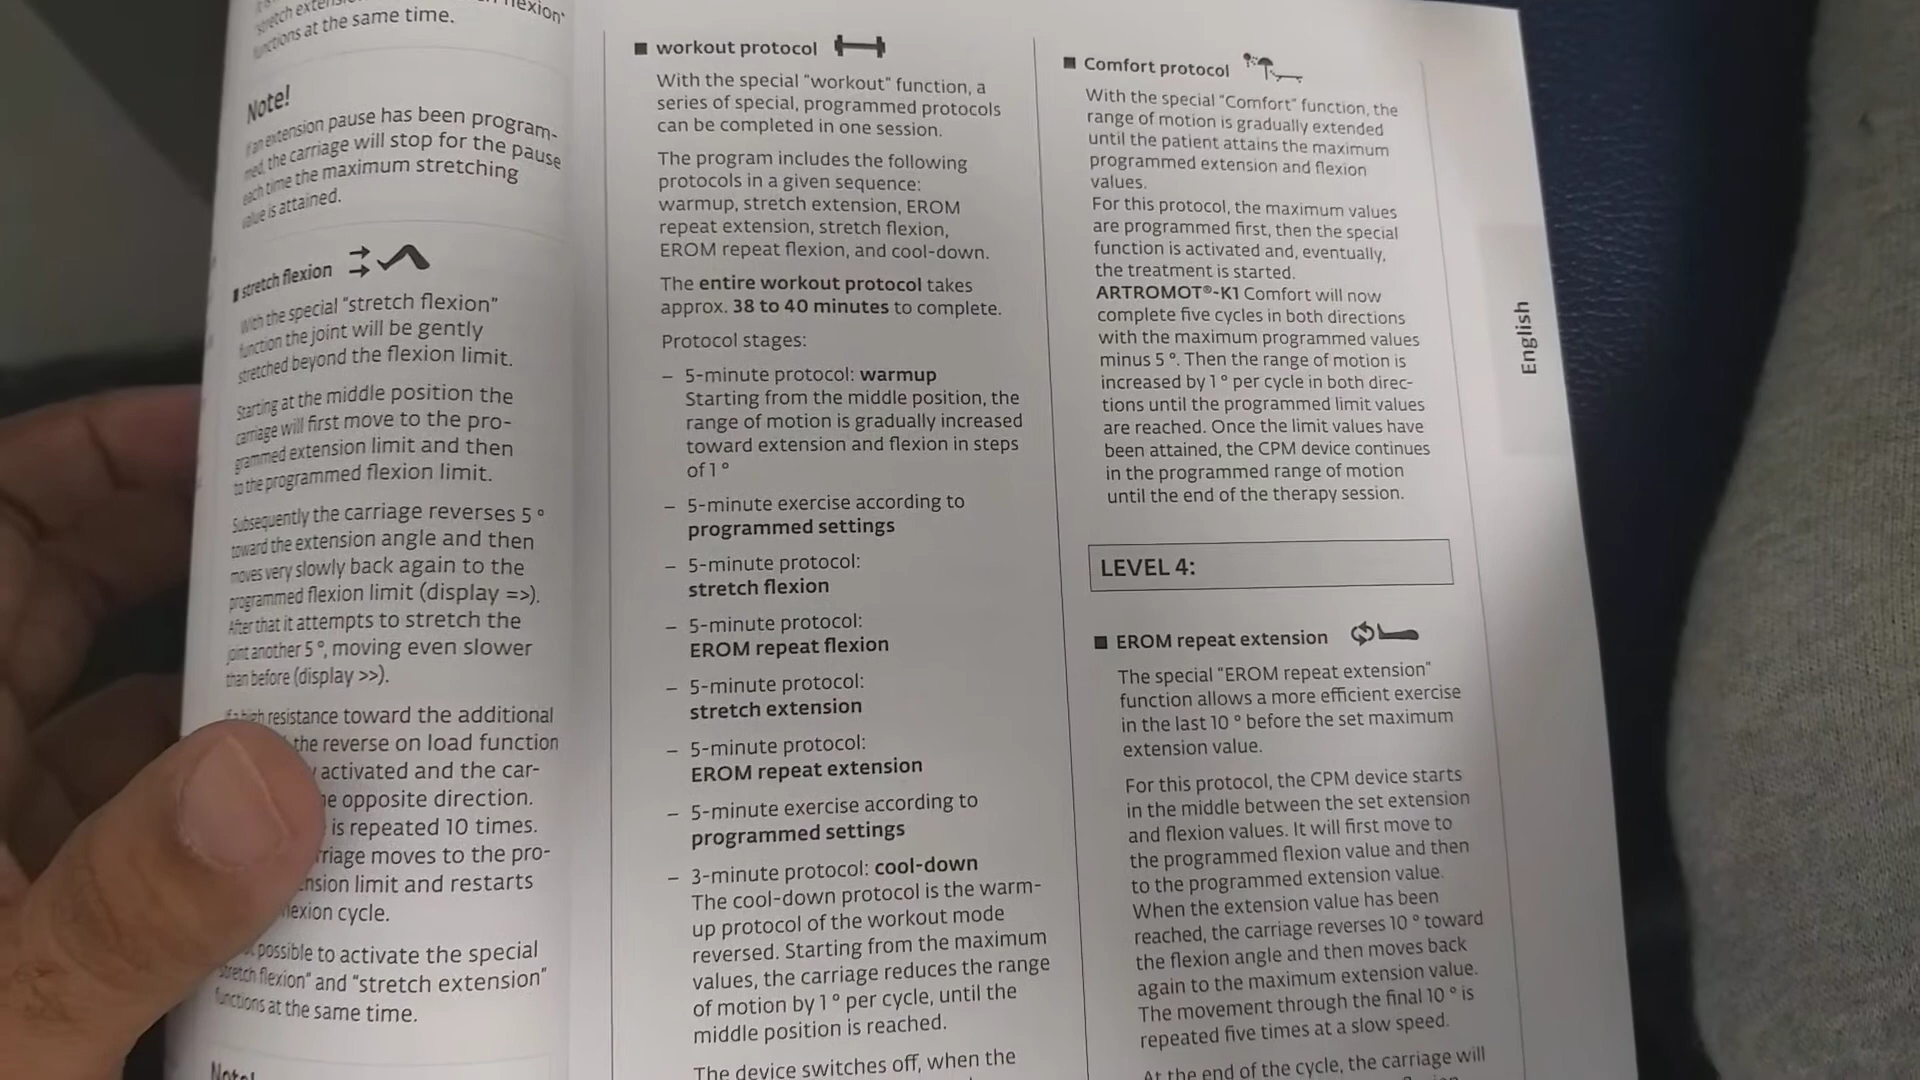 stretch exten
flexion"
functions at the same time.
Note!
If an extension pause has been program-
med, the carriage will stop for the pause
each time the maximum stretching
value is attained.
■ stretch flexion
With the special "stretch flexion"
function the joint will be gently
stretched beyond the flexion limit.
Starting at the middle position the
carriage will first move to the pro-
grammed extension limit and then
to the programmed flexion limit.
Subsequently the carriage reverses 5 °
toward the extension angle and then
moves very slowly back again to the
programmed flexion limit (display =>).
After that it attempts to stretch the
joint another 5 °, moving even slower
than before (display >>).
If a high resistance toward the additional
the reverse on load function
activated and the car-
opposite direction.
is repeated 10 times.
moves to the pro-
limit and restarts
flexion cycle.
possible to activate the special
"stretch flexion" and "stretch extension"
functions at the same time.
Note!
■ workout protocol
With the special "workout" function, a
series of special, programmed protocols
can be completed in one session.
The program includes the following
protocols in a given sequence:
warmup, stretch extension, EROM
repeat extension, stretch flexion,
EROM repeat flexion, and cool-down.
The entire workout protocol takes
approx. 38 to 40 minutes to complete.
Protocol stages:
– 5-minute protocol: warmup
Starting from the middle position, the
range of motion is gradually increased
toward extension and flexion in steps
of 1 °
– 5-minute exercise according to
programmed settings
– 5-minute protocol:
stretch flexion
– 5-minute protocol:
EROM repeat flexion
– 5-minute protocol:
stretch extension
– 5-minute protocol:
EROM repeat extension
– 5-minute exercise according to
programmed settings
– 3-minute protocol: cool-down
The cool-down protocol is the warm-
up protocol of the workout mode
reversed. Starting from the maximum
values, the carriage reduces the range
of motion by 1 ° per cycle, until the
middle position is reached.
The device switches off, when the
■ Comfort protocol
With the special "Comfort" function, the
range of motion is gradually extended
until the patient attains the maximum
programmed extension and flexion
values.
For this protocol, the maximum values
are programmed first, then the special
function is activated and, eventually,
the treatment is started.
ARTROMOT®-K1 Comfort will now
complete five cycles in both directions
with the maximum programmed values
minus 5 °. Then the range of motion is
increased by 1 ° per cycle in both direc-
tions until the programmed limit values
are reached. Once the limit values have
been attained, the CPM device continues
in the programmed range of motion
until the end of the therapy session.
LEVEL 4:
■ EROM repeat extension
The special "EROM repeat extension"
function allows a more efficient exercise
in the last 10 ° before the set maximum
extension value.
For this protocol, the CPM device starts
in the middle between the set extension
and flexion values. It will first move to
the programmed flexion value and then
to the programmed extension value.
When the extension value has been
reached, the carriage reverses 10 ° toward
the flexion angle and then moves back
again to the maximum extension value.
The movement through the final 10 ° is
repeated five times at a slow speed.
At the end of the cycle, the carriage will
English